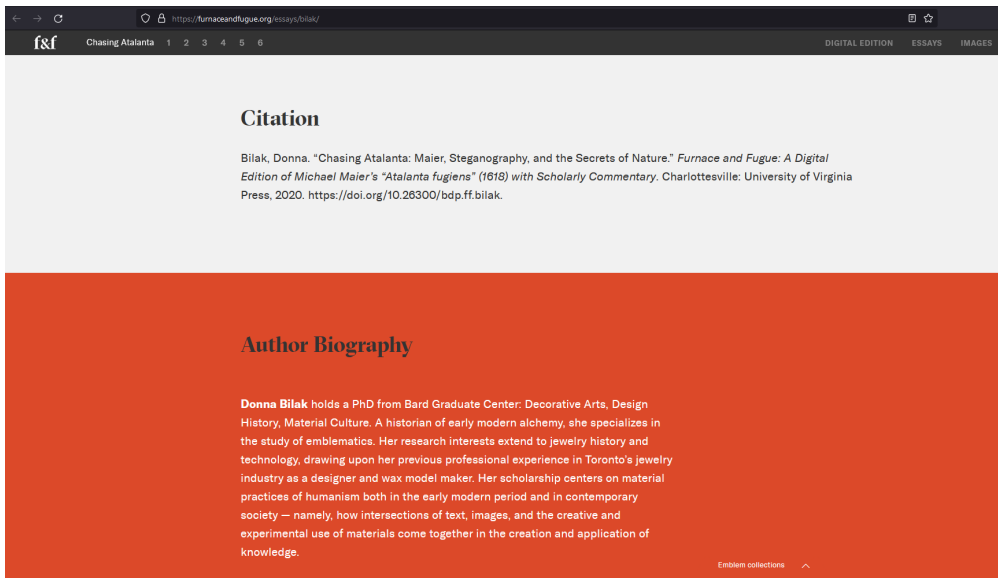 https://furnaceandfugue.org/essays/bilak/
f&f Chasing Atalanta 1 2 3 4 5 6 DIGITAL EDITION ESSAYS IMAGES
Citation
Bilak, Donna. “Chasing Atalanta: Maier, Steganography, and the Secrets of Nature.” Furnace and Fugue: A Digital
Edition of Michael Maier’s “Atalanta fugiens” (1618) with Scholarly Commentary. Charlottesville: University of Virginia
Press, 2020. https://doi.org/10.26300/bdp.ff.bilak.
Author Biography
Donna Bilak holds a PhD from Bard Graduate Center: Decorative Arts, Design
History, Material Culture. A historian of early modern alchemy, she specializes in
the study of emblematics. Her research interests extend to jewelry history and
technology, drawing upon her previous professional experience in Toronto’s jewelry
industry as a designer and wax model maker. Her scholarship centers on material
practices of humanism both in the early modern period and in contemporary
society — namely, how intersections of text, images, and the creative and
experimental use of materials come together in the creation and application of
knowledge.
Emblem collections